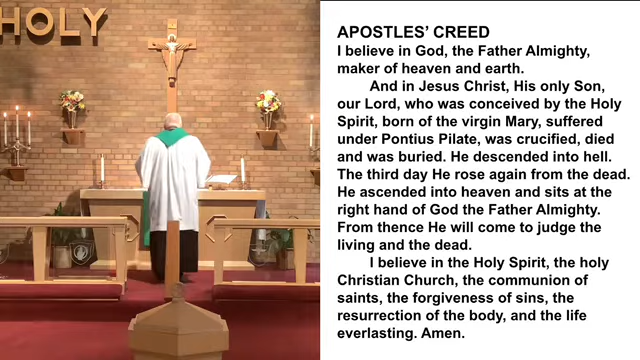 HOLY
APOSTLES’ CREED
I believe in God, the Father Almighty,
maker of heaven and earth.
And in Jesus Christ, His only Son,
our Lord, who was conceived by the Holy
Spirit, born of the virgin Mary, suffered
under Pontius Pilate, was crucified, died
and was buried. He descended into hell.
The third day He rose again from the dead.
He ascended into heaven and sits at the
right hand of God the Father Almighty.
From thence He will come to judge the
living and the dead.
I believe in the Holy Spirit, the holy
Christian Church, the communion of
saints, the forgiveness of sins, the
resurrection of the body, and the life
everlasting. Amen.